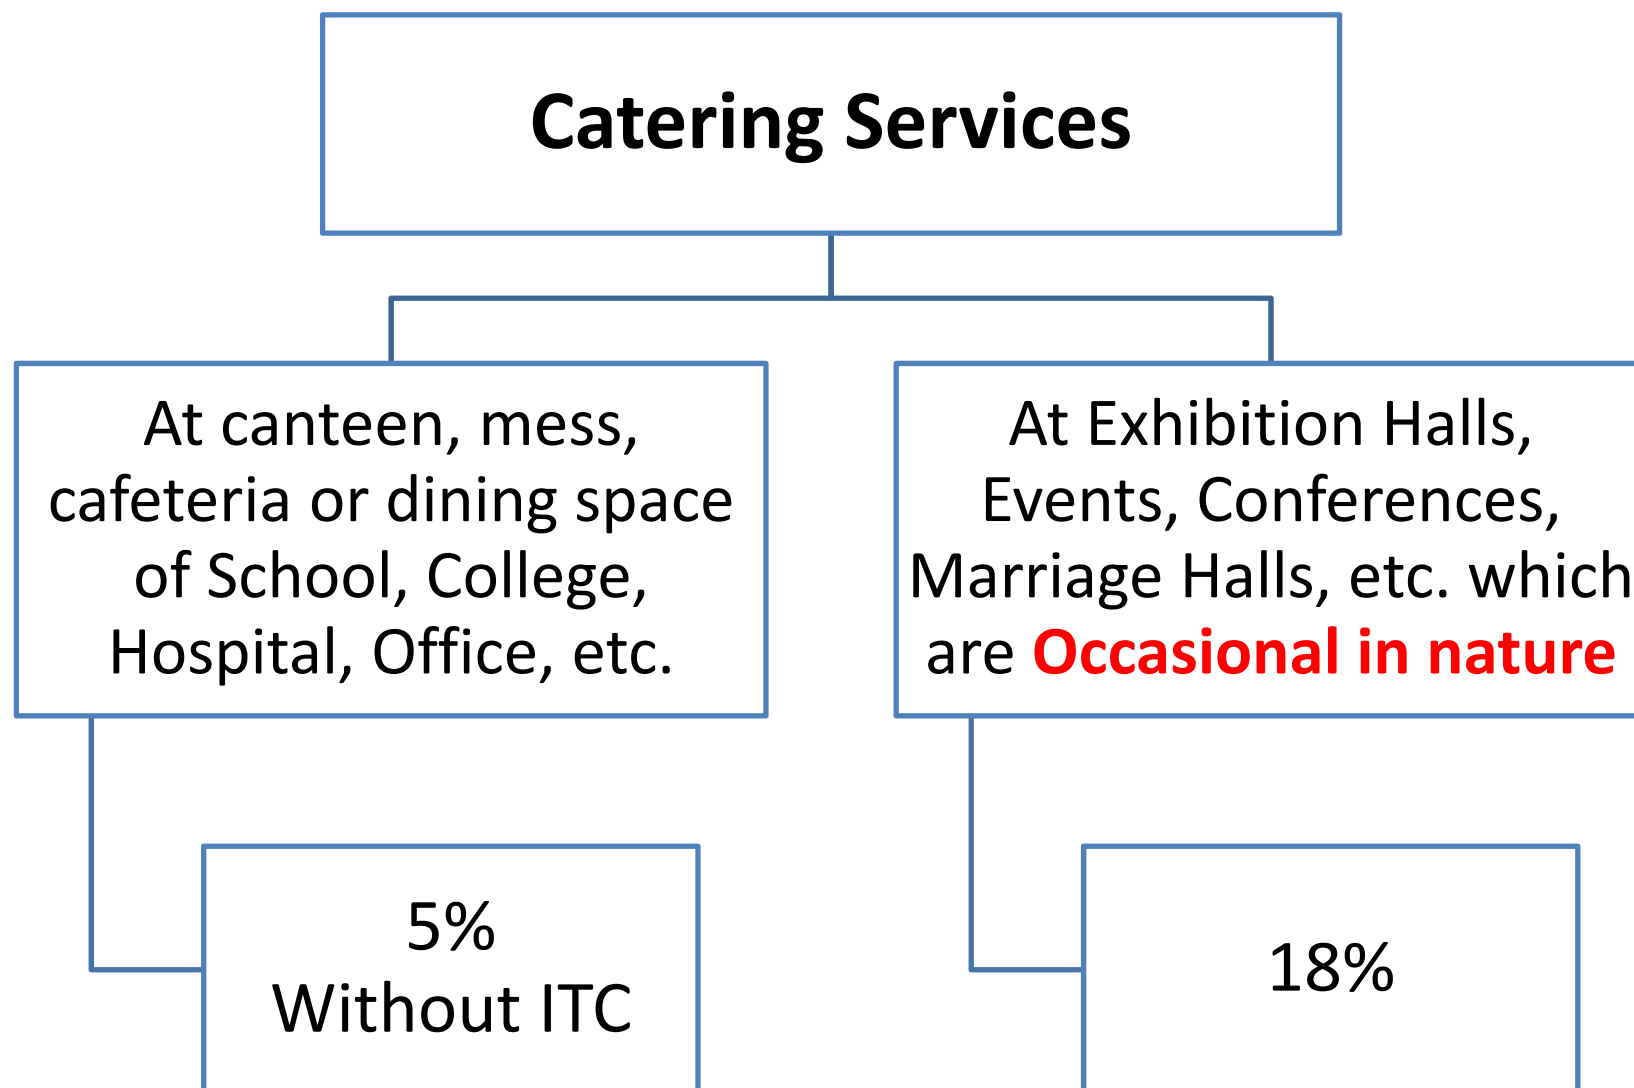 Catering Services
At canteen, mess,
cafeteria or dining space
of School, College,
Hospital, Office, etc.
At Exhibition Halls,
Events, Conferences,
Marriage Halls, etc. which
are Occasional in nature
5%
Without ITC
18%